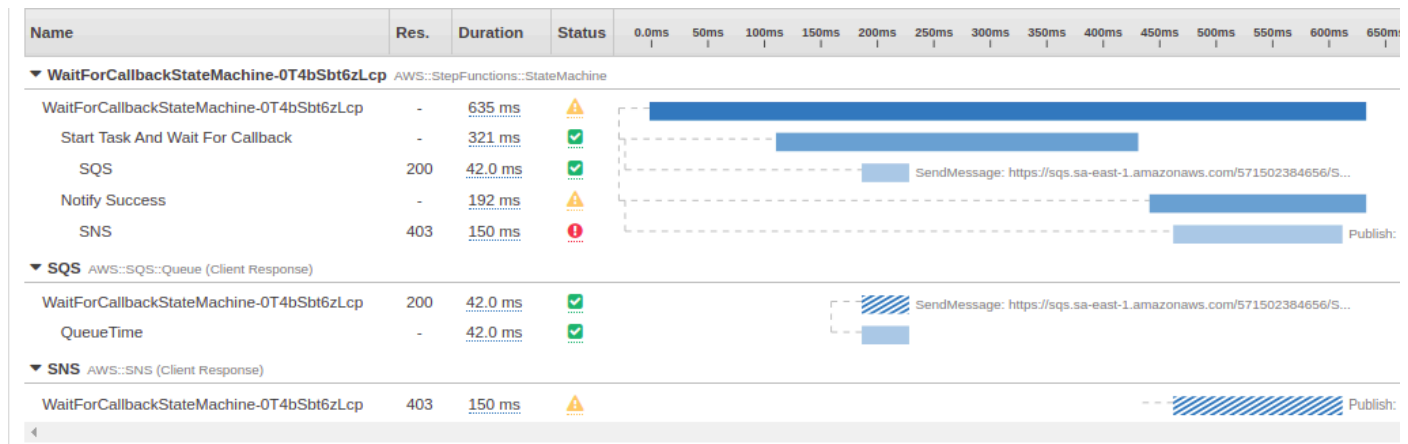 Name Res. Duration Status 0.0ms 50ms 100ms 150ms 200ms 250ms 300ms 350ms 400ms 450ms 500ms 550ms 600ms 650ms
WaitForCallbackStateMachine-0T4bSbt6zLcp AWS::StepFunctions::StateMachine
WaitForCallbackStateMachine-0T4bSbt6zLcp - 635 ms
Start Task And Wait For Callback - 321 ms
SQS 200 42.0 ms SendMessage: https://sqs.sa-east-1.amazonaws.com/571502384656/S...
Notify Success - 192 ms
SNS 403 150 ms Publish:
SQS AWS::SQS::Queue (Client Response)
WaitForCallbackStateMachine-0T4bSbt6zLcp 200 42.0 ms SendMessage: https://sqs.sa-east-1.amazonaws.com/571502384656/S...
QueueTime - 42.0 ms
SNS AWS::SNS (Client Response)
WaitForCallbackStateMachine-0T4bSbt6zLcp 403 150 ms Publish: